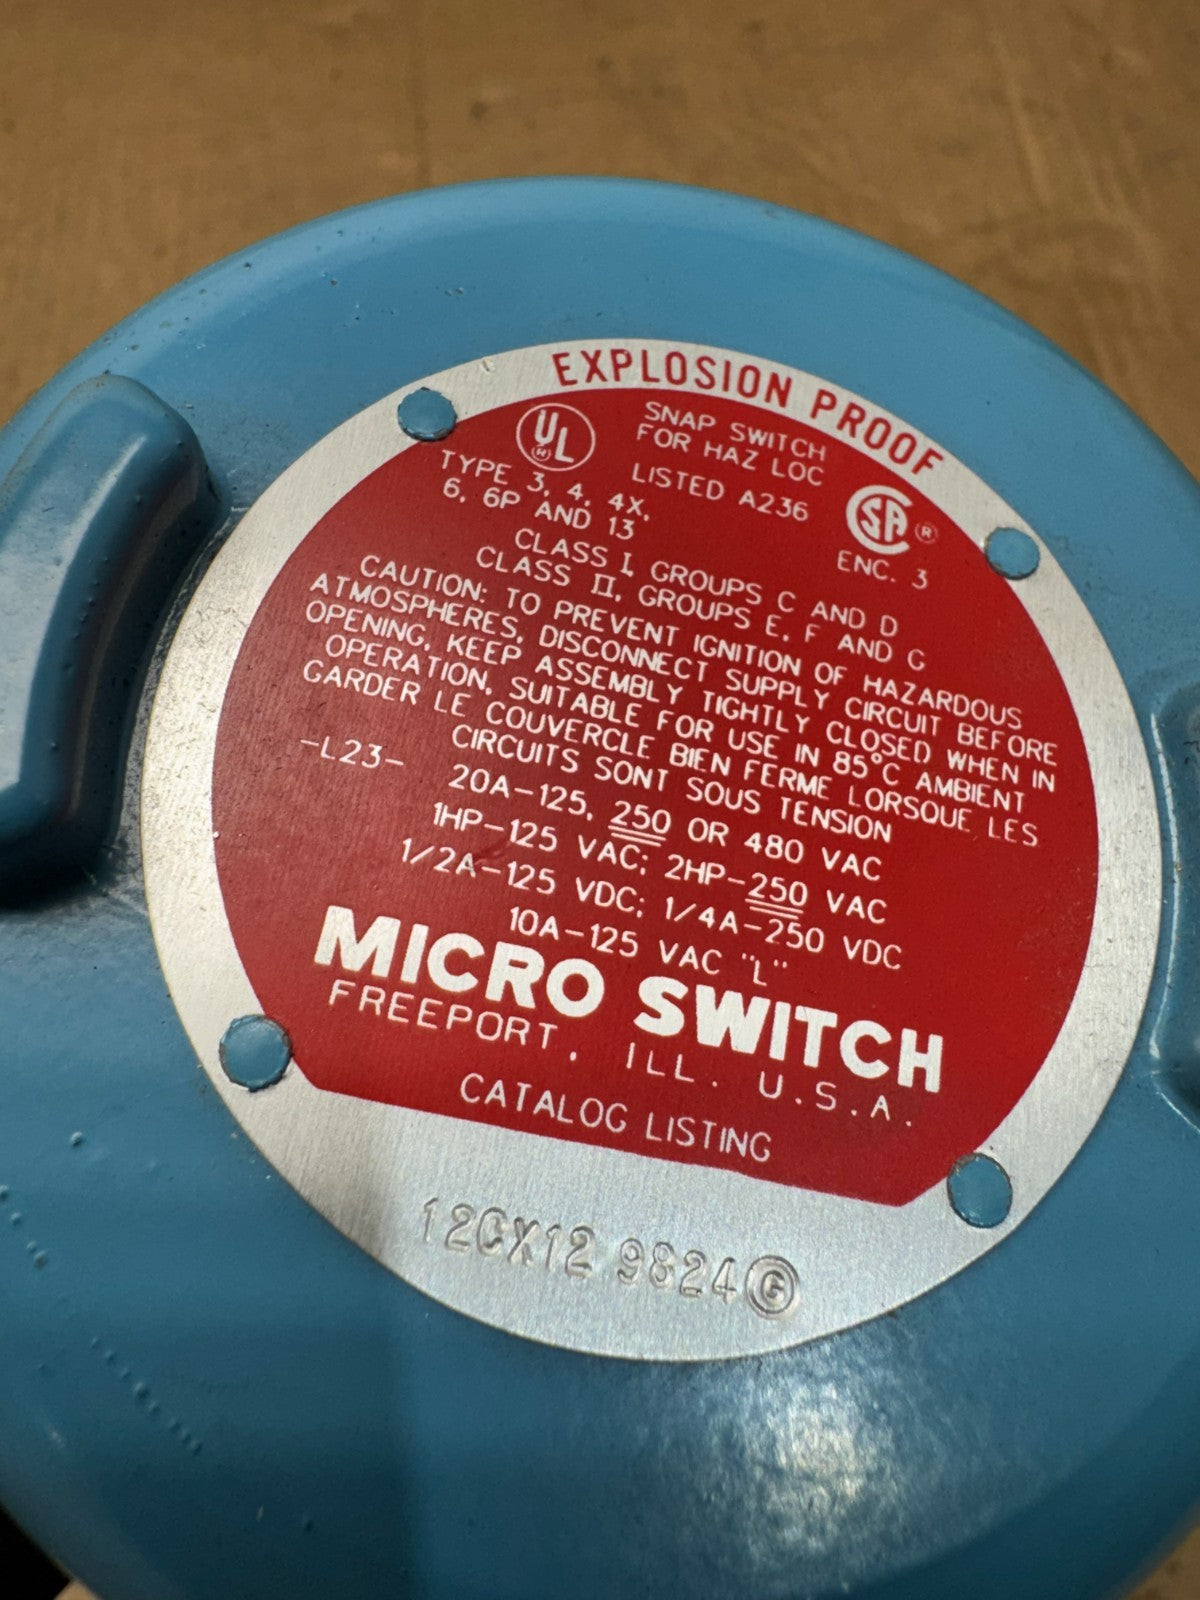 EXPLOSION PROOF
UL
SNAP SWITCH
FOR HAZ LOC
LISTED A236
SA ®
ENC. 3
TYPE 3, 4, 4X,
6, 6P AND 13
CLASS I, GROUPS C AND D
CLASS II, GROUPS E, F AND G
CAUTION: TO PREVENT IGNITION OF HAZARDOUS
ATMOSPHERES, DISCONNECT SUPPLY CIRCUIT BEFORE
OPENING, KEEP ASSEMBLY TIGHTLY CLOSED WHEN IN
OPERATION, SUITABLE FOR USE IN 85°C AMBIENT
GARDER LE COUVERCLE BIEN FERME LORSQUE LES
CIRCUITS SONT SOUS TENSION
-L23- 20A-125, 250 OR 480 VAC
1HP-125 VAC; 2HP-250 VAC
1/2A-125 VDC; 1/4A-250 VDC
10A-125 VAC "L"
MICRO SWITCH
FREEPORT, ILL. U.S.A.
CATALOG LISTING
12CX12 9824 G